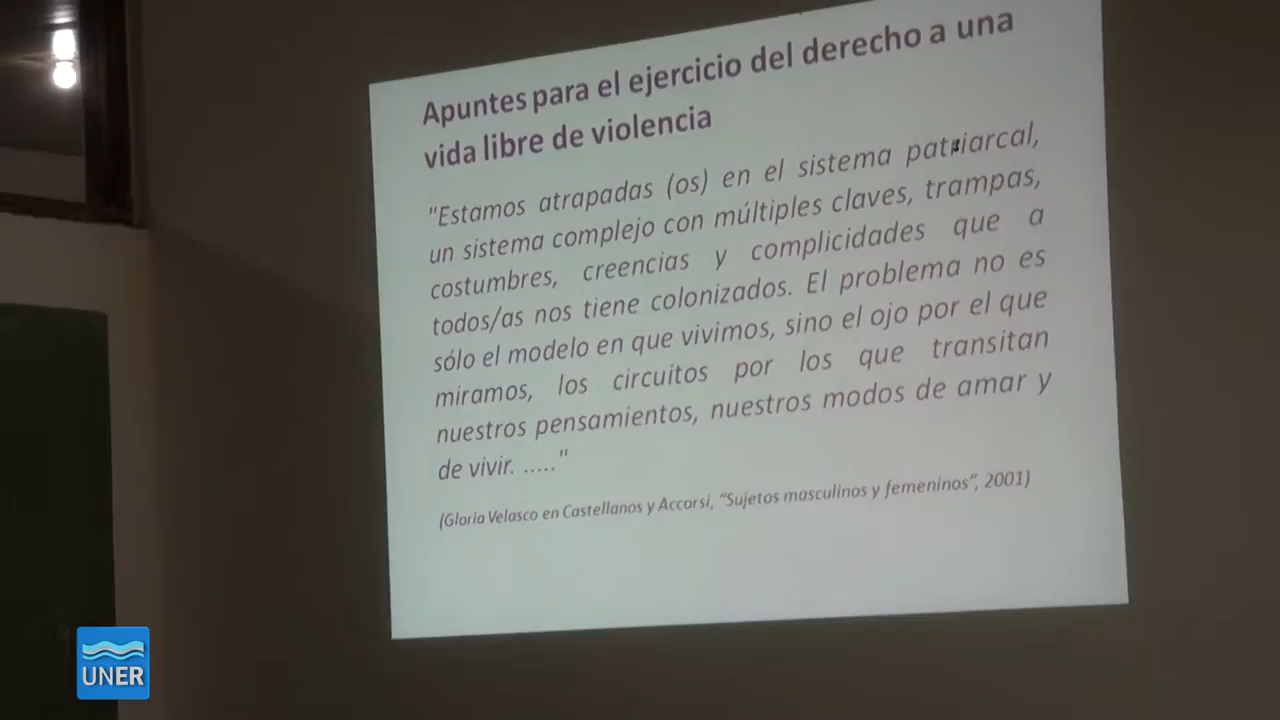 Apuntes para el ejercicio del derecho a una
vida libre de violencia
"Estamos atrapadas (os) en el sistema patriarcal,
un sistema complejo con múltiples claves, trampas,
costumbres, creencias y complicidades que a
todos/as nos tiene colonizados. El problema no es
sólo el modelo en que vivimos, sino el ojo por el que
miramos, los circuitos por los que transitan
nuestros pensamientos, nuestros modos de amar y
de vivir. ....."
(Gloria Velasco en Castellanos y Accorsi, "Sujetos masculinos y femeninos", 2001)
UNER